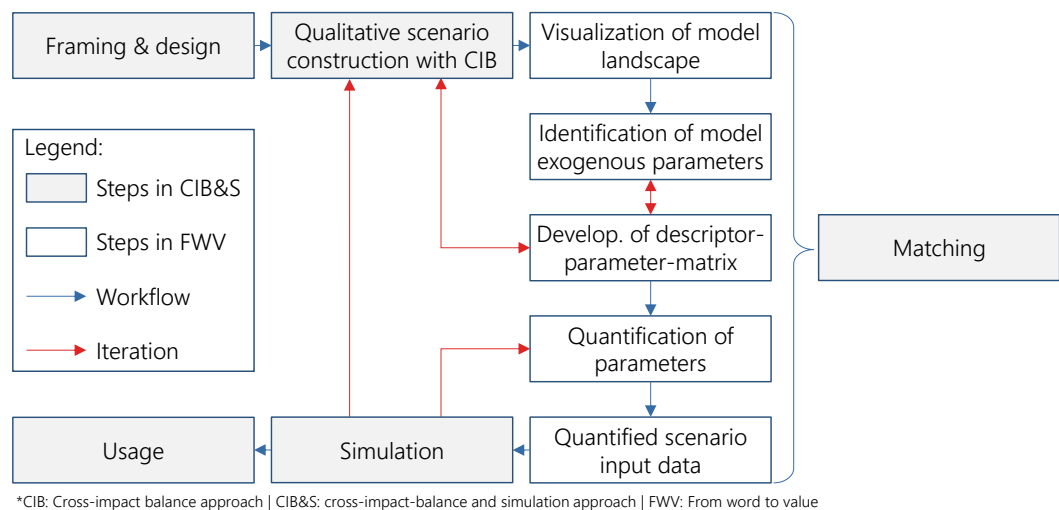 Framing & design
Qualitative scenario
construction with CIB
Visualization of model
landscape
Identification of model
exogenous parameters
Legend:
Steps in CIB&S
Steps in FWV
Workflow
Iteration
Develop. of descriptor-
parameter-matrix
Matching
Quantification of
parameters
Usage
Simulation
Quantified scenario
input data
*CIB: Cross-impact balance approach | CIB&S: cross-impact-balance and simulation approach | FWV: From word to value